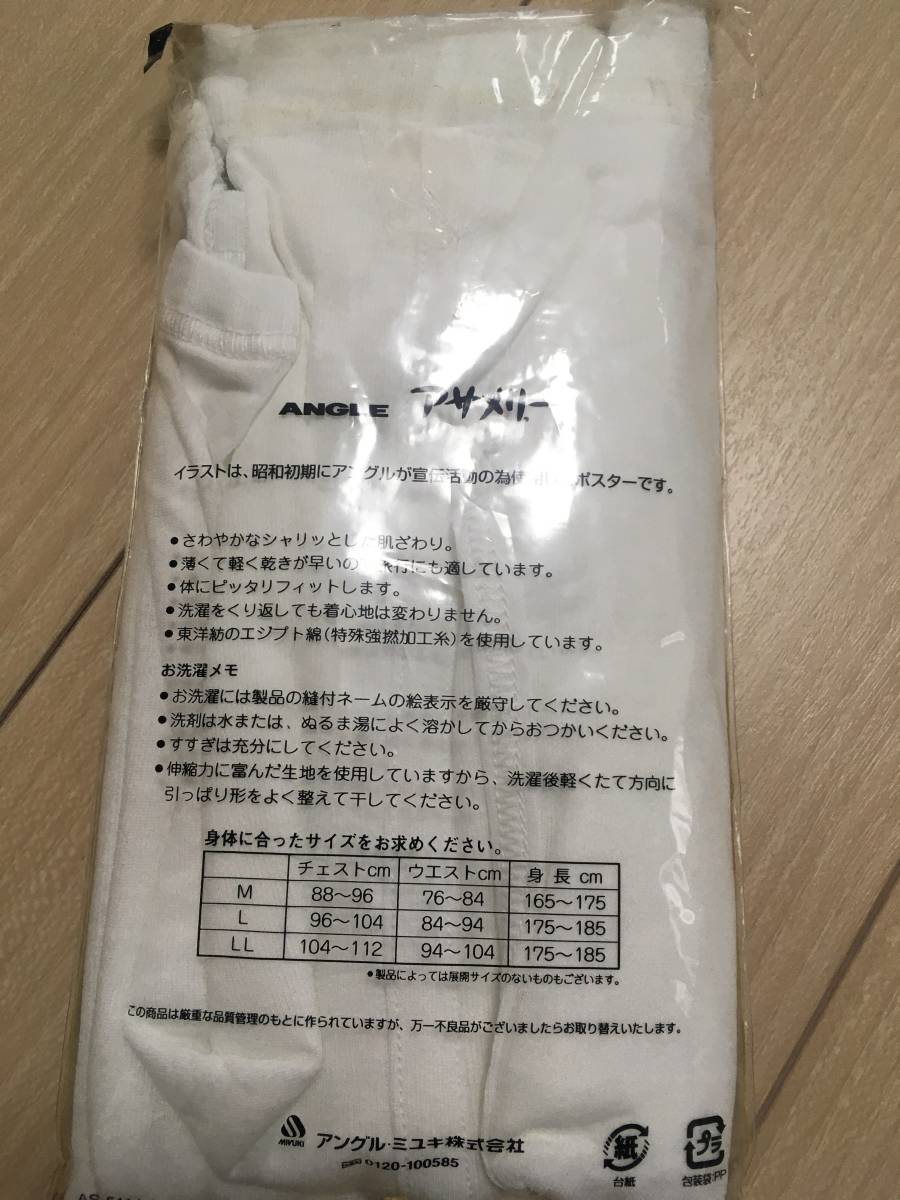 ANGLE アサメリー
イラストは、昭和初期にアングルが宣伝活動の為使 ポスターです。
●さわやかなシャリッとした肌ざわり。
●薄くて軽く乾きが早いの 旅行にも適しています。
●体にピッタリフィットします。
●洗濯をくり返しても着心地は変わりません。
●東洋紡のエジプト綿(特殊強撚加工糸)を使用しています。
お洗濯メモ
●お洗濯には製品の縫付ネームの絵表示を厳守してください。
●洗剤は水または、ぬるま湯によく溶かしてからおつかいください。
●すすぎは充分にしてください。
●伸縮力に富んだ生地を使用していますから、洗濯後軽くたて方向に
引っぱり形をよく整えて干してください。
身体に合ったサイズをお求めください。
チェストcm ウエストcm 身長cm
M 88〜96 76〜84 165〜175
L 96〜104 84〜94 175〜185
LL 104〜112 94〜104 175〜185
●製品によっては展開サイズのないものもございます。
この商品は厳重な品質管理のもとに作られていますが、万一不良品がございましたらお取り替えいたします。
MIYUKI アングル・ミユキ株式会社
0120-100585
紙
台紙
プラ
包装袋:PP